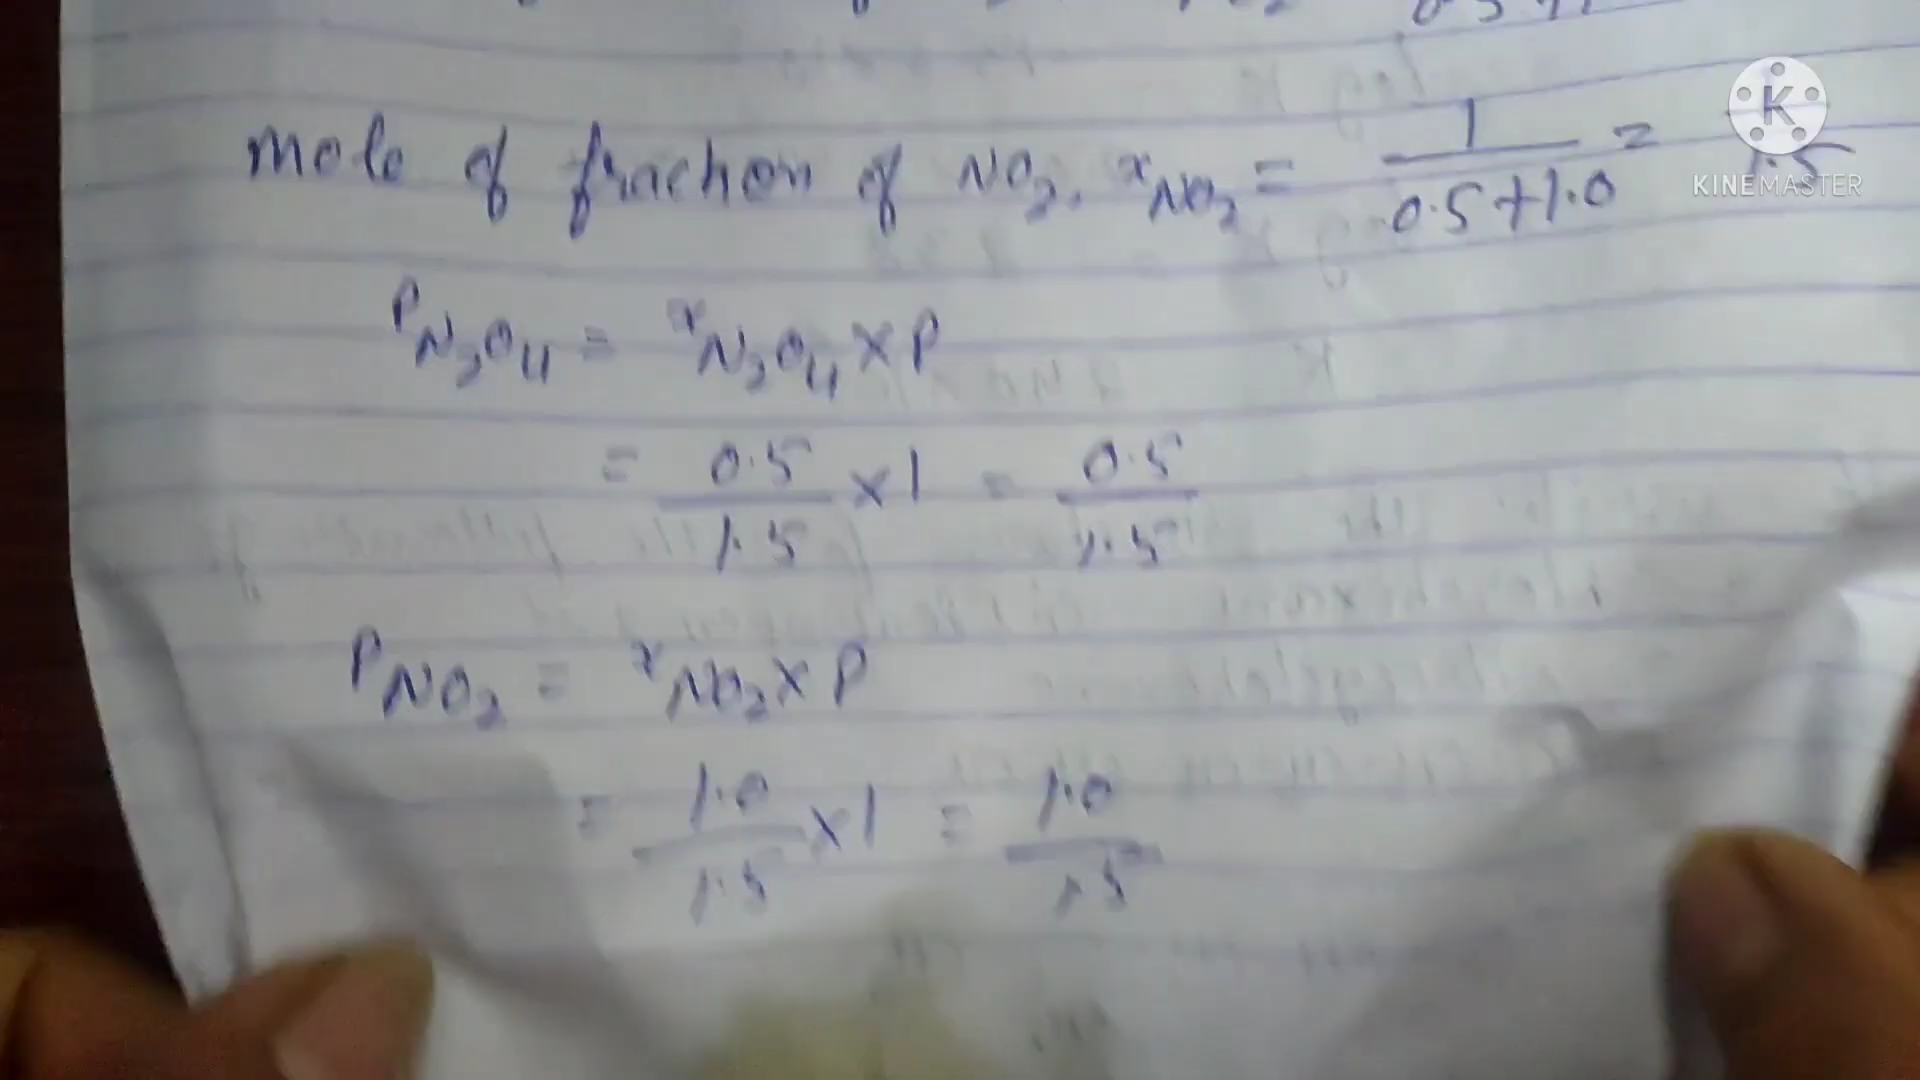 mole of fraction of NO2, xNO2 = 1/0.5+1.0 = 1.5
KINEMASTER
PN2O4 = xN2O4 x P
= 0.5/1.5 x 1 = 0.5/1.5
PNO2 = xNO2 x P
= 1.0/1.5 x 1 = 1.0/1.5